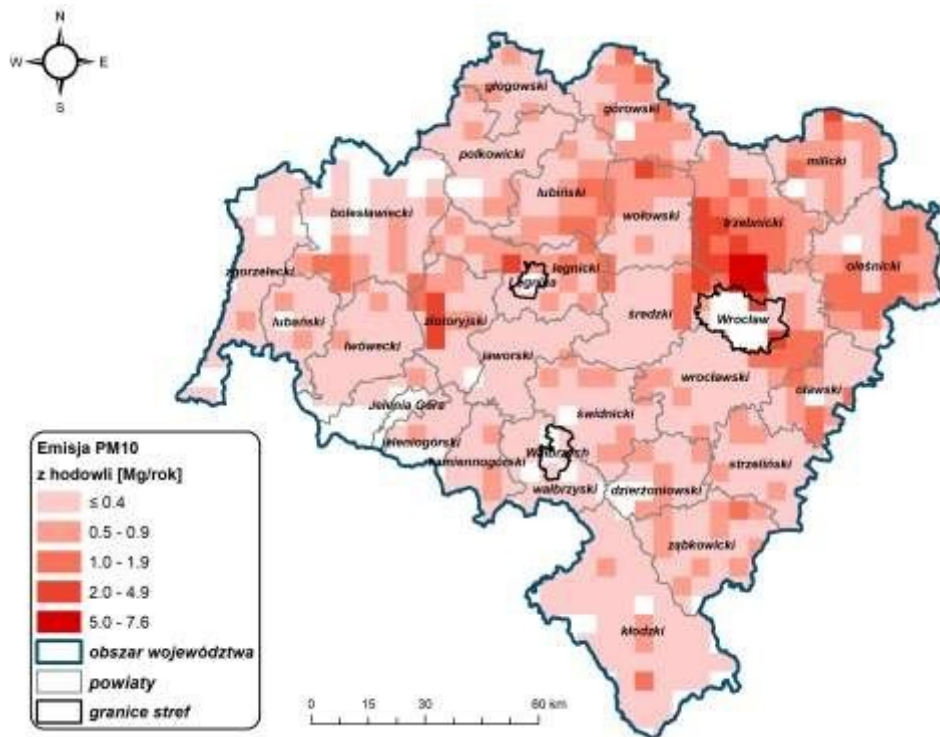 N
W E
S
głogowski
górowski
polkowicki
milicki
lubiński
bolesławiecki
wołowski
trzebnicki
oleśnicki
zgorzelecki
legnicki
Legnica
lubański
złotoryjski
średzki
Wrocław
lwówecki
jaworski
wrocławski
oławski
Jelenia Góra
świdnicki
jeleniogórski
Wałbrzych
kamiennogórski
strzeliński
wałbrzyski
dzierżoniowski
ząbkowicki
kłodzki
Emisja PM10
z hodowli [Mg/rok]
≤ 0.4
0.5 - 0.9
1.0 - 1.9
2.0 - 4.9
5.0 - 7.6
obszar województwa
powiaty
granice stref
0 15 30 60 km